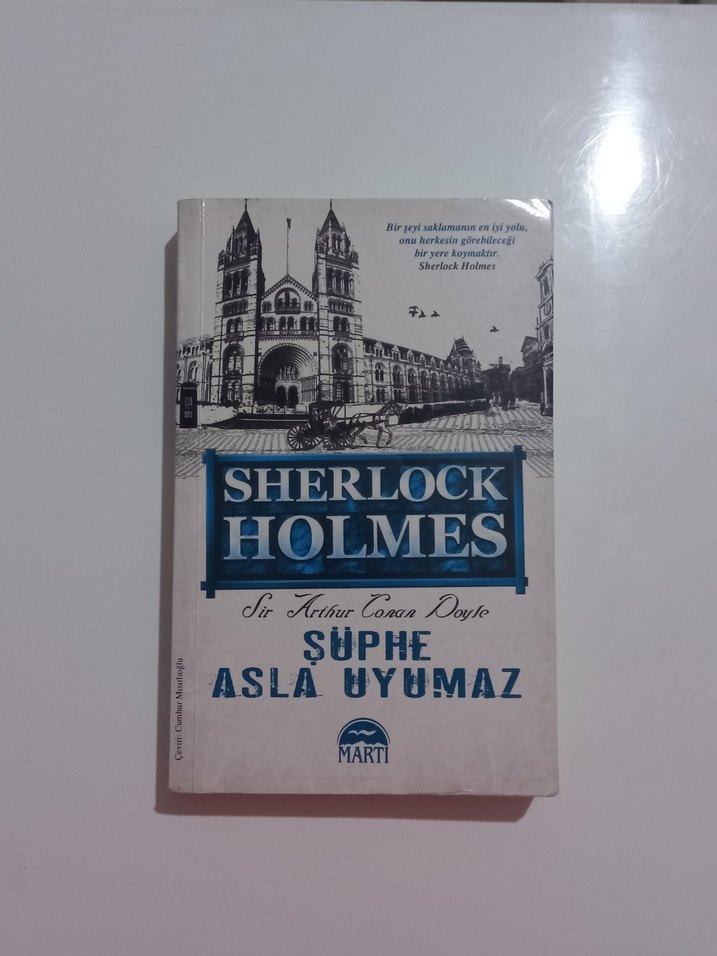 Bir şeyi saklamanın en iyi yolu,
onu herkesin görebileceği
bir yere koymaktır.
Sherlock Holmes
SHERLOCK
HOLMES
Sir Arthur Conan Doyle
ŞÜPHE
ASLA UYUMAZ
MARTI
Çeviri: Cumhur Mısırlıoğlu